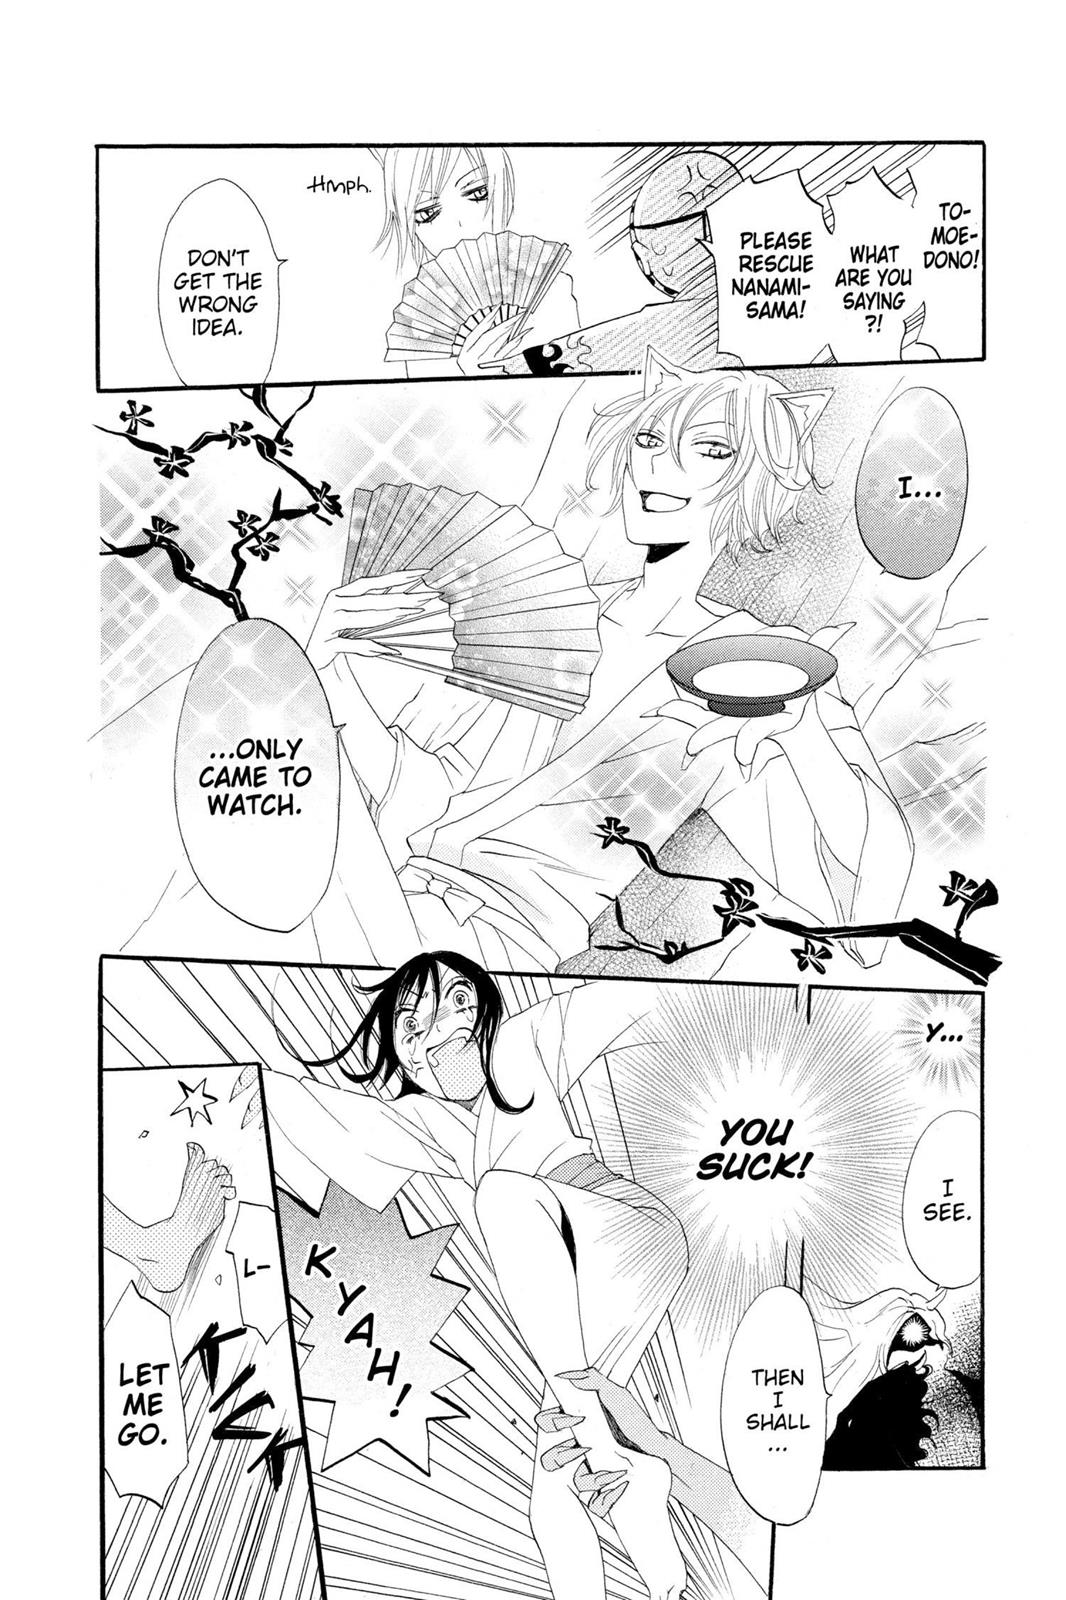 TO-
MOE-
DONO!
WHAT
ARE YOU
SAYING
?!
PLEASE
RESCUE
NANAMI-
SAMA!
Hmph.
DON'T
GET THE
WRONG
IDEA.
I...
...ONLY
CAME TO
WATCH.
Y...
YOU
SUCK!
I
SEE.
THEN
I
SHALL
...
KYAH!
L-
LET
ME
GO.